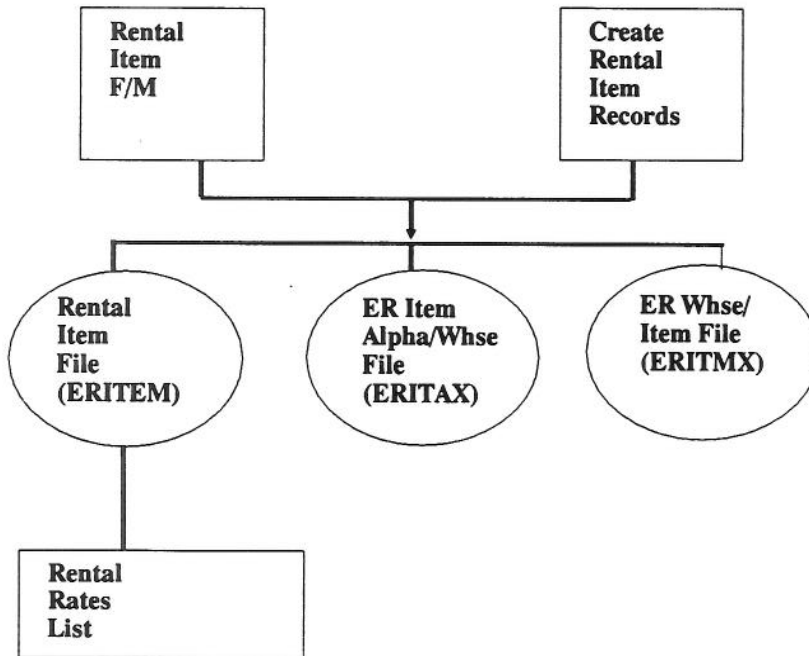 Rental
Item
F/M
Create
Rental
Item
Records
Rental
Item
File
(ERITEM)
ER Item
Alpha/Whse
File
(ERITAX)
ER Whse/
Item File
(ERITMX)
Rental
Rates
List